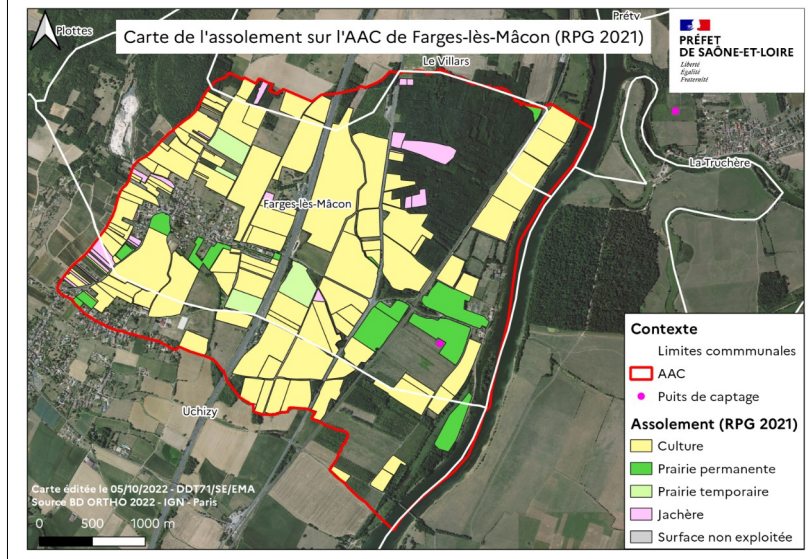 Plottes
Préty
Carte de l'assolement sur l'AAC de Farges-lès-Mâcon (RPG 2021)
PRÉFET
DE SAÔNE-ET-LOIRE
Liberté
Égalité
Fraternité
Le Villars
La Truchère
Farges-lès-Mâcon
Uchizy
Contexte
Limites commmunales
AAC
Puits de captage
Assolement (RPG 2021)
Culture
Prairie permanente
Prairie temporaire
Jachère
Surface non exploitée
Carte éditée le 05/10/2022 - DDT71/SE/EMA
Source BD ORTHO 2022 - IGN - Paris
0 500 1000 m